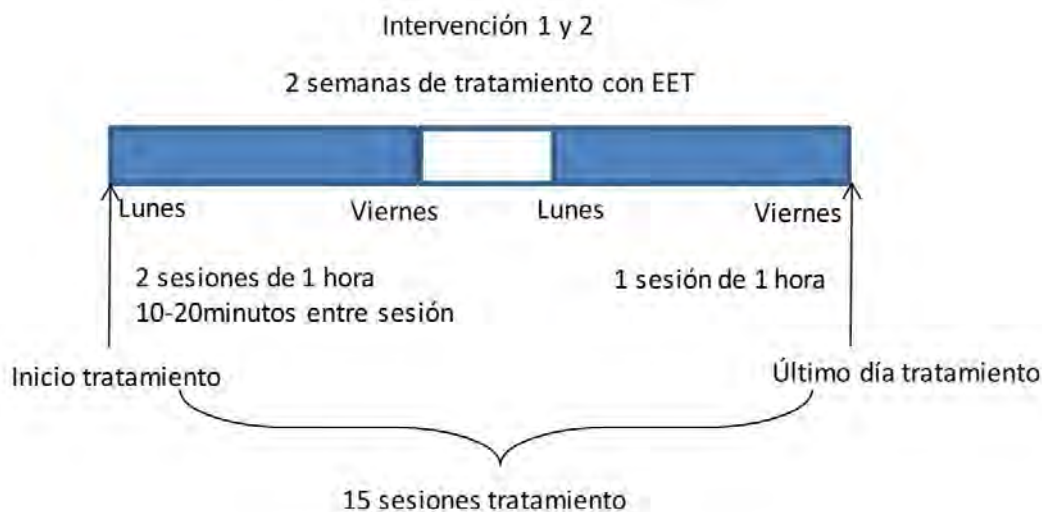 Intervención 1 y 2
2 semanas de tratamiento con EET
Lunes
Viernes
Lunes
Viernes
2 sesiones de 1 hora
10-20minutos entre sesión
1 sesión de 1 hora
Inicio tratamiento
Último día tratamiento
15 sesiones tratamiento